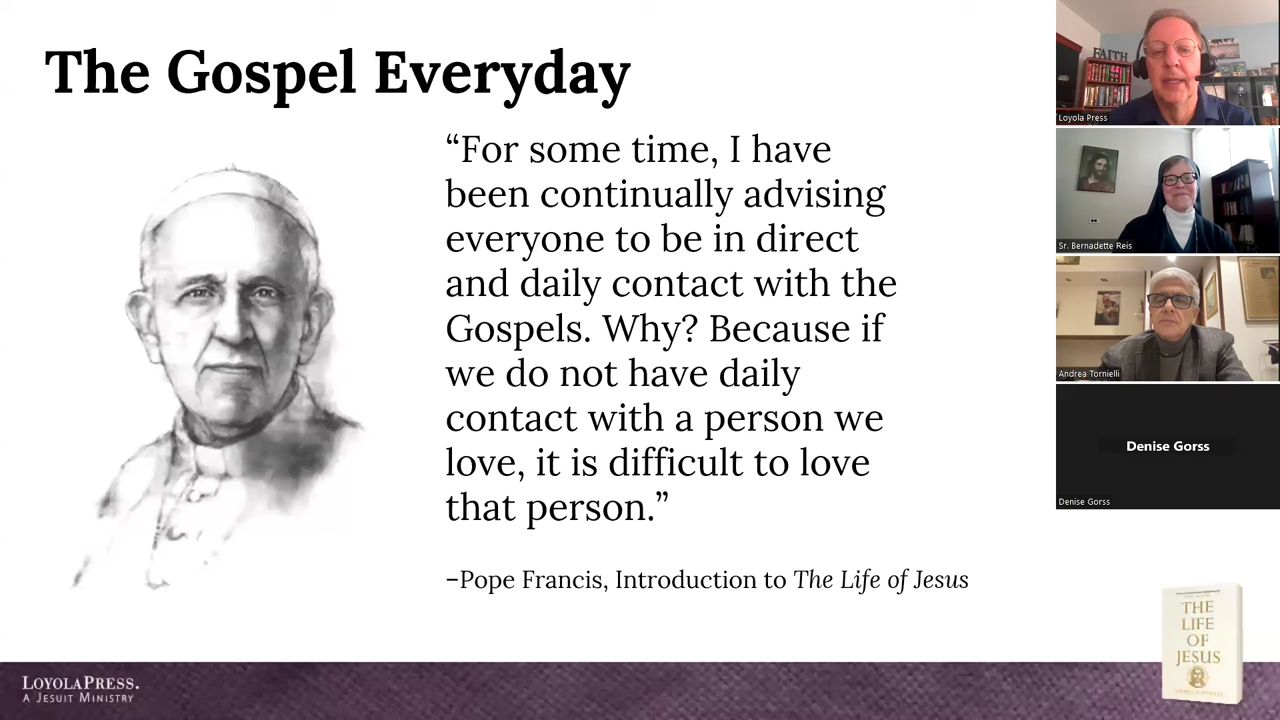 The Gospel Everyday
“For some time, I have
been continually advising
everyone to be in direct
and daily contact with the
Gospels. Why? Because if
we do not have daily
contact with a person we
love, it is difficult to love
that person.”
–Pope Francis, Introduction to The Life of Jesus
FAITH
Loyola Press
Sr. Bernadette Reis
Andrea Tornielli
Denise Gorss
Denise Gorss
THE
LIFE
OF
JESUS
LOYOLAPRESS.
A JESUIT MINISTRY